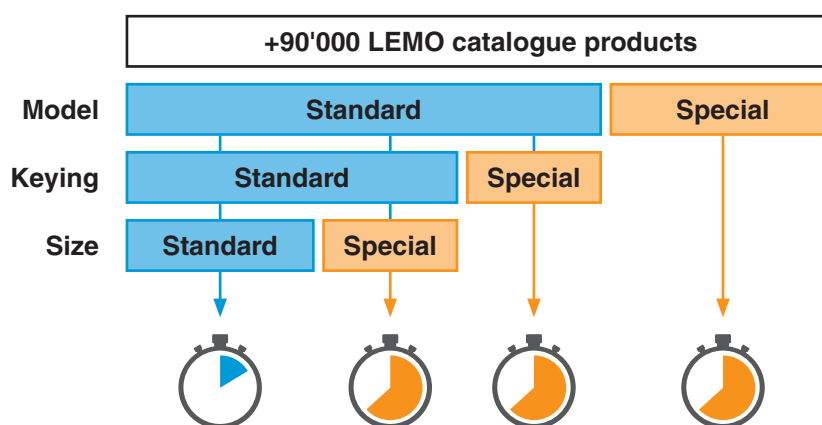 +90'000 LEMO catalogue products
Model Standard Special
Keying Standard Special
Size Standard Special